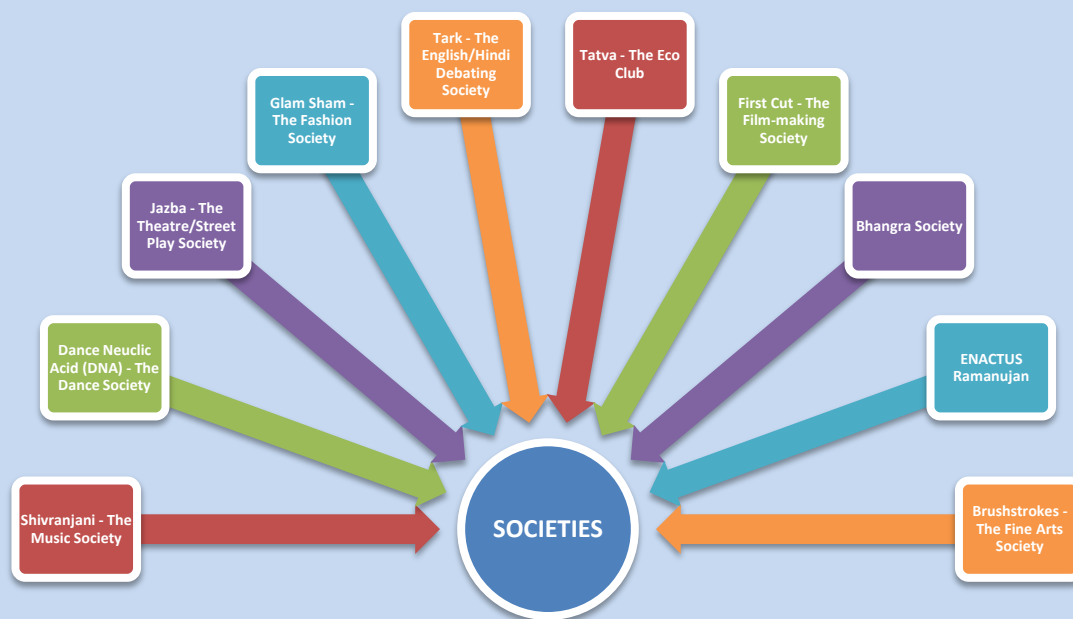 Tark - The
English/Hindi
Debating
Society
Tatva - The Eco
Club
Glam Sham -
The Fashion
Society
First Cut - The
Film-making
Society
Jazba - The
Theatre/Street
Play Society
Bhangra Society
Dance Neuclic
Acid (DNA) - The
Dance Society
ENACTUS
Ramanujan
Shivranjani - The
Music Society
SOCIETIES
Brushstrokes -
The Fine Arts
Society